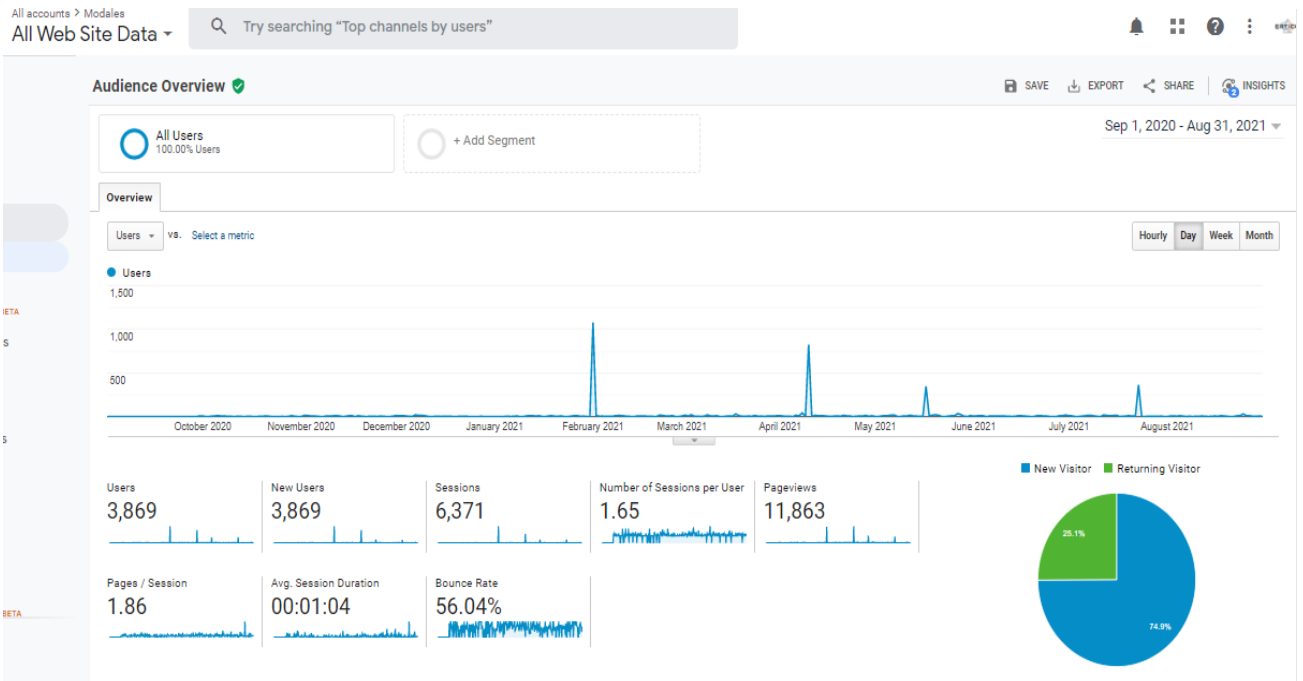 All accounts > Modales
All Web Site Data
Try searching “Top channels by users”
Audience Overview
SAVE
EXPORT
SHARE
INSIGHTS
2
All Users
100.00% Users
+ Add Segment
Sep 1, 2020 - Aug 31, 2021
Overview
Users
VS.
Select a metric
Hourly
Day
Week
Month
Users
1,500
1,000
500
October 2020
November 2020
December 2020
January 2021
February 2021
March 2021
April 2021
May 2021
June 2021
July 2021
August 2021
BETA
S
S
BETA
New Visitor
Returning Visitor
Users
3,869
New Users
3,869
Sessions
6,371
Number of Sessions per User
1.65
Pageviews
11,863
Pages / Session
1.86
Avg. Session Duration
00:01:04
Bounce Rate
56.04%
25.1%
74.9%